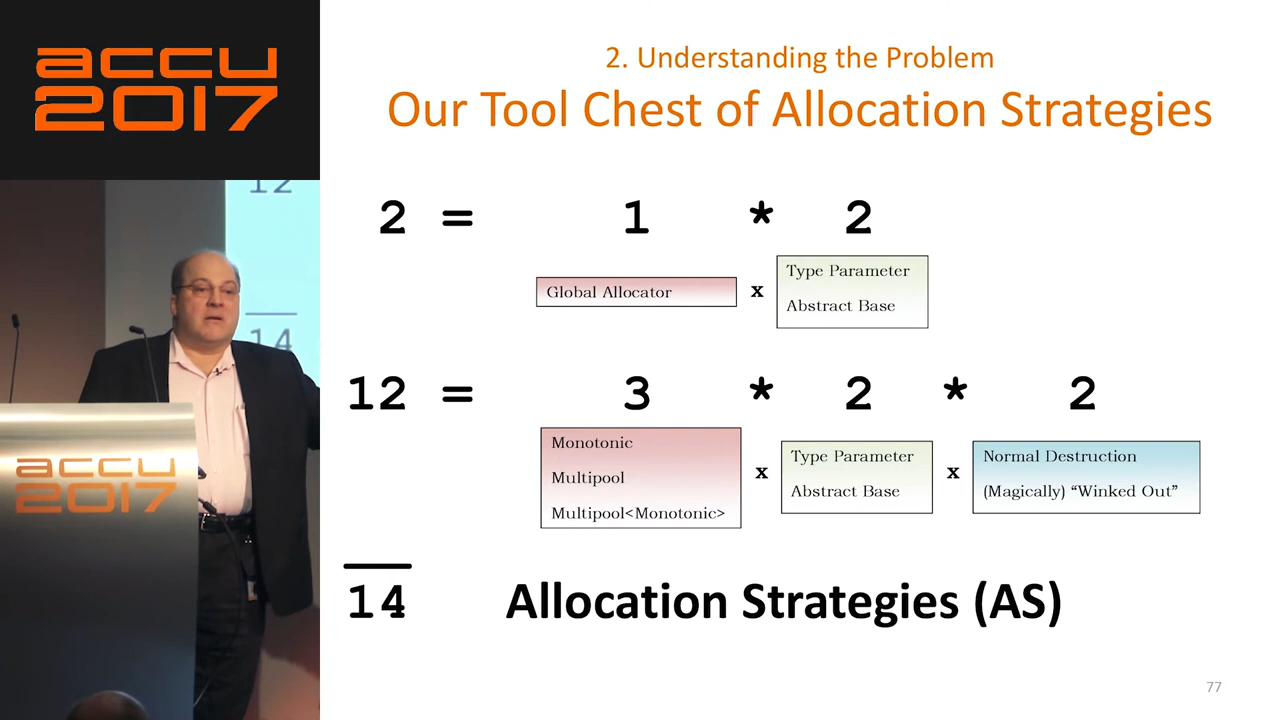 accu
2017
2. Understanding the Problem
Our Tool Chest of Allocation Strategies
2 = 1 * 2
Global Allocator
x
Type Parameter
Abstract Base
12 = 3 * 2 * 2
Monotonic
Multipool
Multipool<Monotonic>
x
Type Parameter
Abstract Base
x
Normal Destruction
(Magically) “Winked Out”
14 Allocation Strategies (AS)
77
12
14
accu
2017